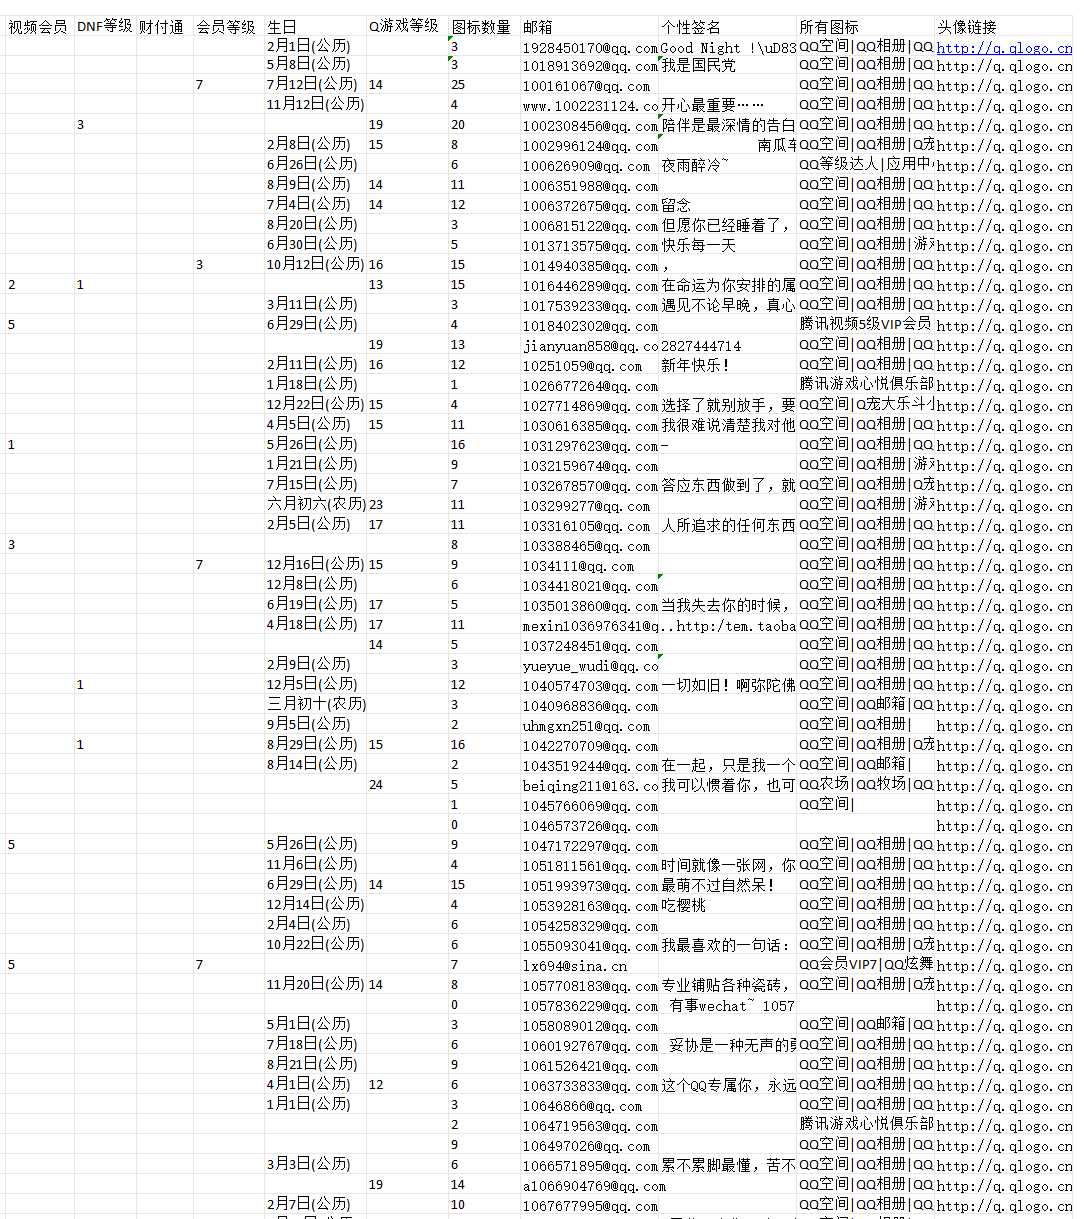 视频会员 DNF等级 财付通 会员等级 生日 Q游戏等级 图标数量 邮箱 个性签名 所有图标 头像链接
2月1日(公历) 3 1928450170@qq.com Good Night !\uD83 QQ空间|QQ相册|QQ http://q.qlogo.cn
5月8日(公历) 3 1018913692@qq.com 我是国民党 QQ空间|QQ相册|QQ http://q.qlogo.cn
7 7月12日(公历) 14 25 100161067@qq.com QQ空间|QQ相册|QQ http://q.qlogo.cn
11月12日(公历) 4 www.1002231124.co 开心最重要…… QQ空间|QQ相册|QQ http://q.qlogo.cn
3 19 20 1002308456@qq.com 陪伴是最深情的告白 QQ空间|QQ相册|QQ http://q.qlogo.cn
2月8日(公历) 15 8 1002996124@qq.com 南瓜车 QQ空间|QQ相册|Q宠 http://q.qlogo.cn
6月26日(公历) 6 100626909@qq.com 夜雨醉冷~ QQ等级达人|应用中心 http://q.qlogo.cn
8月9日(公历) 14 11 1006351988@qq.com QQ空间|QQ相册|QQ http://q.qlogo.cn
7月4日(公历) 14 12 1006372675@qq.com 留念 QQ空间|QQ相册|QQ http://q.qlogo.cn
8月20日(公历) 3 1006815122@qq.com 但愿你已经睡着了, QQ空间|QQ相册|QQ http://q.qlogo.cn
6月30日(公历) 5 1013713575@qq.com 快乐每一天 QQ空间|QQ相册|游戏 http://q.qlogo.cn
3 10月12日(公历) 16 15 1014940385@qq.com , QQ空间|QQ相册|QQ http://q.qlogo.cn
2 1 13 15 1016446289@qq.com 在命运为你安排的属 QQ空间|QQ相册|QQ http://q.qlogo.cn
3月11日(公历) 3 1017539233@qq.com 遇见不论早晚,真心 QQ空间|QQ相册|QQ http://q.qlogo.cn
5 6月29日(公历) 4 1018402302@qq.com 腾讯视频5级VIP会员 http://q.qlogo.cn
19 13 jianyuan858@qq.co 2827444714 QQ空间|QQ相册|QQ http://q.qlogo.cn
2月11日(公历) 16 12 10251059@qq.com 新年快乐! QQ空间|QQ相册|QQ http://q.qlogo.cn
1月18日(公历) 1 1026677264@qq.com 腾讯游戏心悦俱乐部 http://q.qlogo.cn
12月22日(公历) 15 4 1027714869@qq.com 选择了就别放手,要 QQ空间|Q宠大乐斗小 http://q.qlogo.cn
4月5日(公历) 15 11 1030616385@qq.com 我很难说清楚我对他 QQ空间|QQ相册|QQ http://q.qlogo.cn
1 5月26日(公历) 16 1031297623@qq.com - QQ空间|QQ相册|QQ http://q.qlogo.cn
1月21日(公历) 9 1032159674@qq.com QQ空间|QQ相册|游戏 http://q.qlogo.cn
7月15日(公历) 7 1032678570@qq.com 答应东西做到了,就 QQ空间|QQ相册|Q宠 http://q.qlogo.cn
六月初六(农历) 23 11 103299277@qq.com QQ空间|QQ相册|游戏 http://q.qlogo.cn
2月5日(公历) 17 11 103316105@qq.com 人所追求的任何东西 QQ空间|QQ相册|QQ http://q.qlogo.cn
3 8 103388465@qq.com QQ空间|QQ相册|QQ http://q.qlogo.cn
7 12月16日(公历) 15 9 1034111@qq.com QQ空间|QQ相册|QQ http://q.qlogo.cn
12月8日(公历) 6 1034418021@qq.com QQ空间|QQ相册|QQ http://q.qlogo.cn
6月19日(公历) 17 5 1035013860@qq.com 当我失去你的时候, QQ空间|QQ相册|QQ http://q.qlogo.cn
4月18日(公历) 17 11 mexin1036976341@q ..http:/tem.taoba QQ空间|QQ相册|QQ http://q.qlogo.cn
14 5 1037248451@qq.com QQ空间|QQ相册|QQ http://q.qlogo.cn
2月9日(公历) 3 yueyue_wudi@qq.co QQ空间|QQ相册|QQ http://q.qlogo.cn
1 12月5日(公历) 12 1040574703@qq.com 一切如旧!啊弥陀佛 QQ空间|QQ相册|QQ http://q.qlogo.cn
三月初十(农历) 3 1040968836@qq.com QQ空间|QQ邮箱|QQ http://q.qlogo.cn
9月5日(公历) 2 uhmgxn251@qq.com QQ空间|QQ相册| http://q.qlogo.cn
1 8月29日(公历) 15 16 1042270709@qq.com QQ空间|QQ相册|Q宠 http://q.qlogo.cn
8月14日(公历) 2 1043519244@qq.com 在一起,只是我一个 QQ空间|QQ邮箱| http://q.qlogo.cn
24 5 beiqing211@163.co 我可以惯着你,也可 QQ农场|QQ牧场|QQ http://q.qlogo.cn
1 1045766069@qq.com QQ空间| http://q.qlogo.cn
0 1046573726@qq.com http://q.qlogo.cn
5 5月26日(公历) 9 1047172297@qq.com QQ空间|QQ相册|QQ http://q.qlogo.cn
11月6日(公历) 4 1051811561@qq.com 时间就像一张网,你 QQ空间|QQ相册|QQ http://q.qlogo.cn
6月29日(公历) 14 15 1051993973@qq.com 最萌不过自然呆! QQ空间|QQ相册|QQ http://q.qlogo.cn
12月14日(公历) 4 1053928163@qq.com 吃樱桃 QQ空间|QQ相册|QQ http://q.qlogo.cn
2月4日(公历) 6 1054258329@qq.com QQ空间|QQ相册|QQ http://q.qlogo.cn
10月22日(公历) 6 1055093041@qq.com 我最喜欢的一句话: QQ空间|QQ相册|Q宠 http://q.qlogo.cn
5 7 7 lx694@sina.cn QQ会员VIP7|QQ炫舞 http://q.qlogo.cn
11月20日(公历) 14 8 1057708183@qq.com 专业铺贴各种瓷砖, QQ空间|QQ相册|Q宠 http://q.qlogo.cn
0 1057836229@qq.com 有事wechat~ 1057 http://q.qlogo.cn
5月1日(公历) 3 1058089012@qq.com QQ空间|QQ邮箱|QQ http://q.qlogo.cn
7月18日(公历) 6 1060192767@qq.com 妥协是一种无声的勇 QQ空间|QQ相册|QQ http://q.qlogo.cn
8月21日(公历) 9 1061526421@qq.com QQ空间|QQ相册|QQ http://q.qlogo.cn
4月1日(公历) 12 6 1063733833@qq.com 这个QQ专属你,永远 QQ空间|QQ相册|QQ http://q.qlogo.cn
1月1日(公历) 3 10646866@qq.com QQ空间|QQ相册|QQ http://q.qlogo.cn
2 1064719563@qq.com 腾讯游戏心悦俱乐部 http://q.qlogo.cn
9 106497026@qq.com QQ空间|QQ相册|QQ http://q.qlogo.cn
3月3日(公历) 6 1066571895@qq.com 累不累脚最懂,苦不 QQ空间|QQ相册|QQ http://q.qlogo.cn
19 14 a1066904769@qq.com QQ空间|QQ相册|QQ http://q.qlogo.cn
2月7日(公历) 10 1067677995@qq.com QQ空间|QQ相册|QQ http://q.qlogo.cn